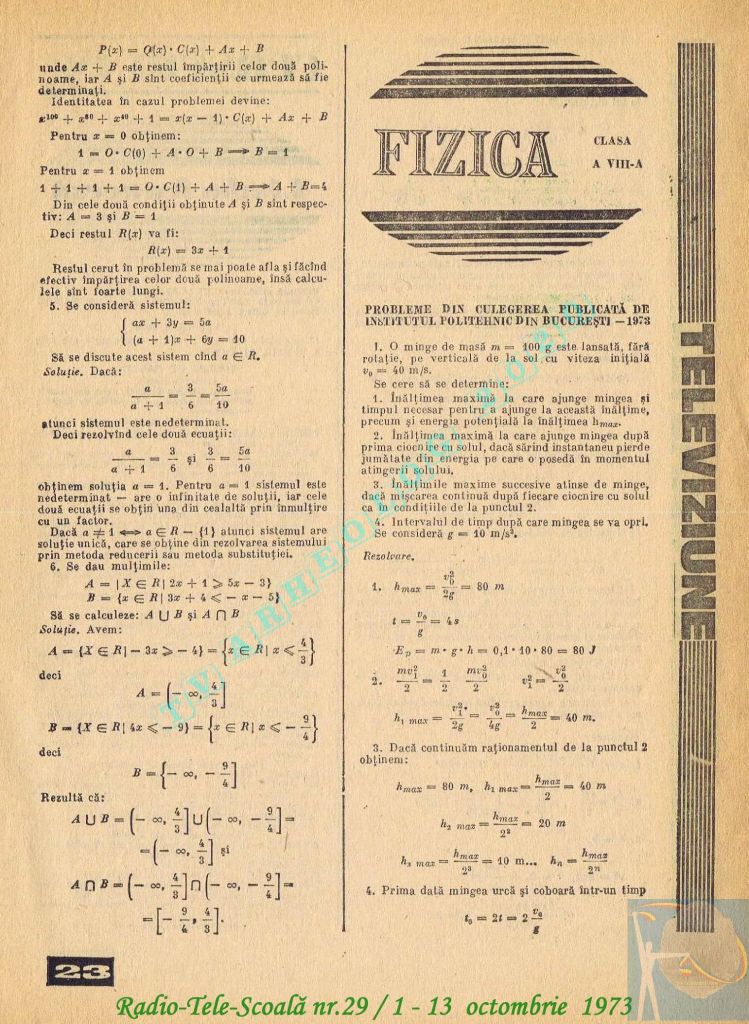 P(x) = Q(x) · C(x) + Ax + B
unde Ax + B este restul împărțirii celor două poli-
noame, iar A și B sînt coeficienții ce urmează să fie
determinați.
Identitatea în cazul problemei devine:
x¹⁰⁰ + x⁸⁰ + x⁴⁰ + 1 = x(x — 1) · C(x) + Ax + B
Pentru x = 0 obținem:
1 = O · C(0) + A · O + B ⟹ B = 1
Pentru x = 1 obținem
1 + 1 + 1 + 1 = O · C(1) + A + B ⟹ A + B = 4
Din cele două condiții obținute A și B sînt respec-
tiv: A = 3 și B = 1
Deci restul R(x) va fi:
R(x) = 3x + 1
Restul cerut în problemă se mai poate afla și făcînd
efectiv împărțirea celor două polinoame, însă calcu-
lele sînt foarte lungi.
5. Se consideră sistemul:
{ ax + 3y = 5a
(a + 1)x + 6y = 10
Să se discute acest sistem cînd a ∈ R.
Soluție. Dacă:
a/(a + 1) = 3/6 = 5a/10
atunci sistemul este nedeterminat.
Deci rezolvînd cele două ecuații:
a/(a + 1) = 3/6 și 3/6 = 5a/10
obținem soluția a = 1. Pentru a = 1 sistemul este
nedeterminat — are o infinitate de soluții, iar cele
două ecuații se obțin una din cealaltă prin înmulțire
cu un factor.
Dacă a ≠ 1 ⟺ a ∈ R — {1} atunci sistemul are
soluție unică, care se obține din rezolvarea sistemului
prin metoda reducerii sau metoda substituției.
6. Se dau mulțimile:
A = {X ∈ R | 2x + 1 ⩾ 5x — 3}
B = {x ∈ R | 3x + 4 ⩽ — x — 5}
Să se calculeze: A ∪ B și A ∩ B
Soluție. Avem:
A = {X ∈ R | — 3x ⩾ — 4} = {x ∈ R | x ⩽ 4/3}
deci
A = (— ∞, 4/3]
B = {X ∈ R | 4x ⩽ — 9} = {x ∈ R | x ⩽ — 9/4}
deci
B = {— ∞, — 9/4]
Rezultă că:
A ∪ B = (— ∞, 4/3] ∪ (— ∞, — 9/4] =
= (— ∞, 4/3] și
A ∩ B = (— ∞, 4/3] ∩ (— ∞, — 9/4] =
= [— 9/4, 4/3].
23
FIZICA
CLASA
A VIII-A
PROBLEME DIN CULEGEREA PUBLICATĂ DE
INSTITUTUL POLITEHNIC DIN BUCUREȘTI — 1973
1. O minge de masă m = 100 g este lansată, fără
rotație, pe verticală de la sol cu viteza inițială
v₀ = 40 m/s.
Se cere să se determine:
1. Înălțimea maximă la care ajunge mingea și
timpul necesar pentru a ajunge la această înălțime,
precum și energia potențială la înălțimea hmax.
2. Înălțimea maximă la care ajunge mingea după
prima ciocnire cu solul, dacă sărind instantaneu pierde
jumătate din energia pe care o posedă în momentul
atingerii solului.
3. Înălțimile maxime succesive atinse de minge,
dacă mișcarea continuă după fiecare ciocnire cu solul
ca în condițiile de la punctul 2.
4. Intervalul de timp după care mingea se va opri.
Se consideră g = 10 m/s².
Rezolvare.
1. hmax = v₀²/2g = 80 m
t = v₀/g = 4s
Ep = m · g · h = 0,1 · 10 · 80 = 80 J
2. mv₁²/2 = 1/2 mv₀²/2 v₁² = v₀²/2
h₁ max = v₁²/2g = v₀²/4g = hmax/2 = 40 m.
3. Dacă continuăm raționamentul de la punctul 2
obținem:
hmax = 80 m, h₁ max = hmax/2 = 40 m
h₂ max = hmax/2² = 20 m
h₃ max = hmax/2³ = 10 m... hn = hmax/2ⁿ
4. Prima dată mingea urcă și coboară într-un timp
t₀ = 2t = 2 v₀/g
TELEVIZIUNE
Radio-Tele-Scoală nr.29 / 1 - 13 octombrie 1973